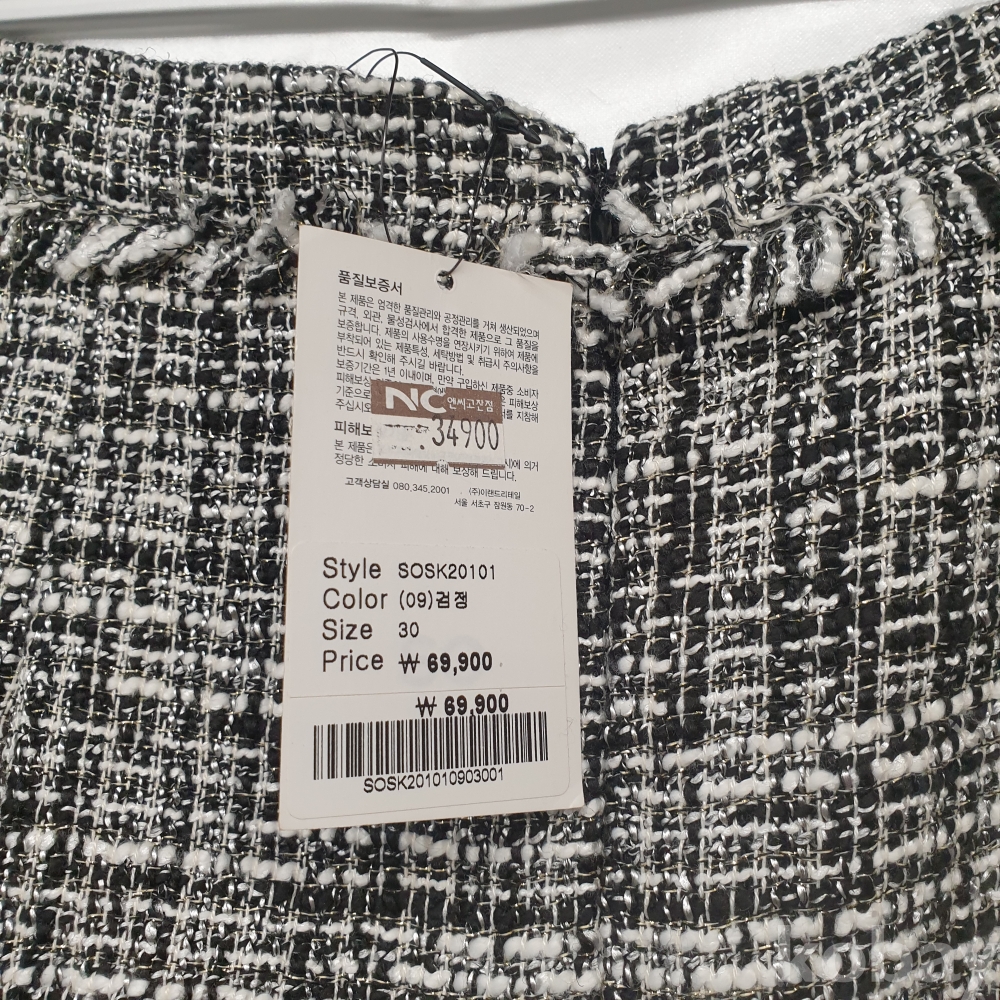 품질보증서
본 제품은 엄격한 품질관리와 공정관리를 거쳐 생산되었으며
규격, 외관, 물성검사에서 합격한 제품으로 그 품질을
보증합니다. 제품의 사용수명을 연장시키기 위하여 제품에
부착되어 있는 제품특성, 세탁방법 및 취급시 주의사항을
반드시 확인해 주시길 바랍니다.
보증기간은 1년 이내이며, 만약 구입하신 제품중 소비자
피해보상 피해보상
기준으로 를 지참해
주십시오
NC 엔씨고잔점
34900
피해보
본 제품은 시)에 의거
정당한 소비자 피해에 대해 보상해 드립니다.
고객상담실 080.345.2001 (주)이랜드리테일
서울 서초구 잠원동 70-2
Style SOSK20101
Color (09)검정
Size 30
Price ₩ 69,900
₩ 69,900
SOSK201010903001
kobay